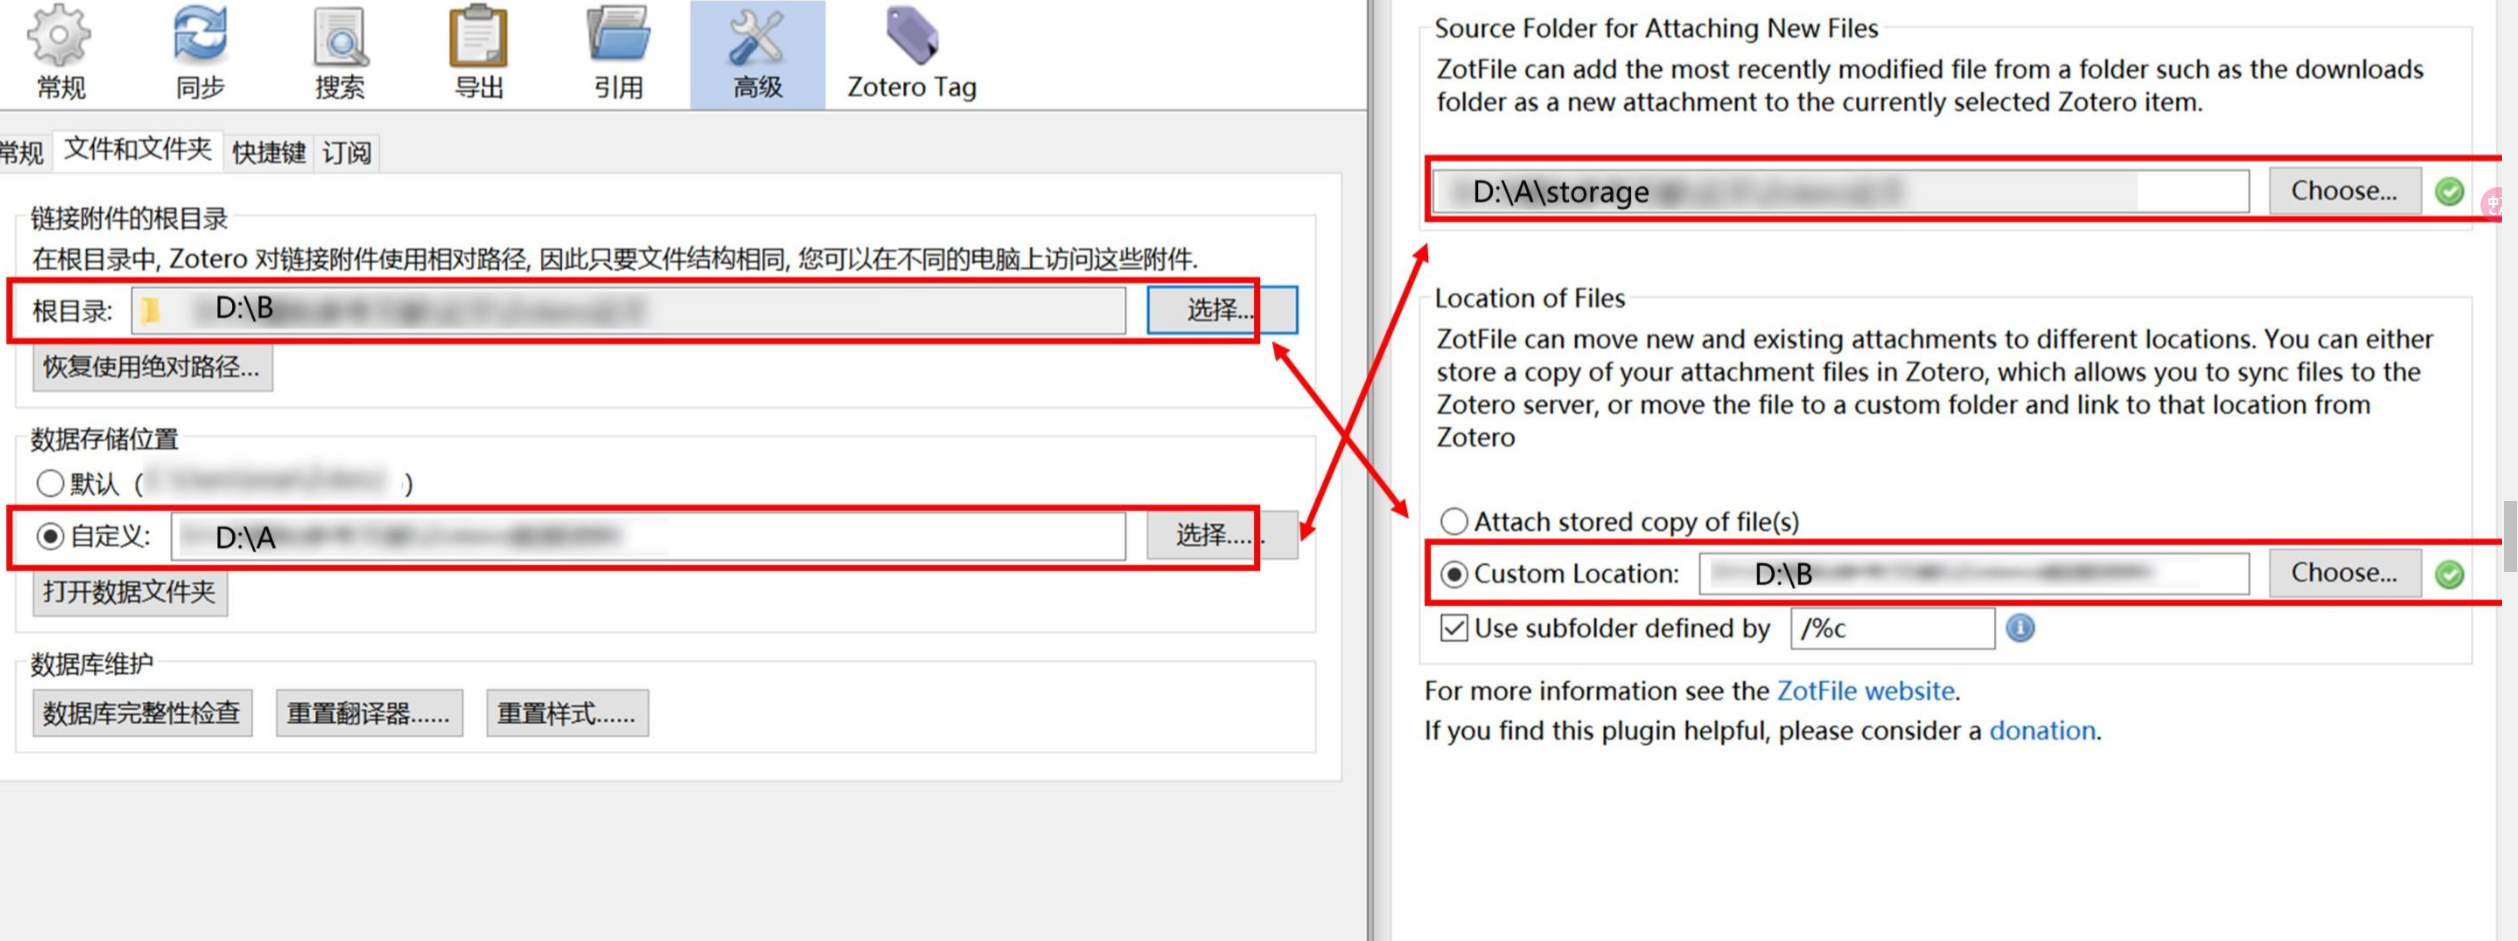 常规
同步
搜索
导出
引用
高级
Zotero Tag
常规
文件和文件夹
快捷键
订阅
链接附件的根目录
在根目录中, Zotero 对链接附件使用相对路径, 因此只要文件结构相同, 您可以在不同的电脑上访问这些附件.
根目录:
D:\B
选择...
恢复使用绝对路径...
数据存储位置
默认 ( )
自定义:
D:\A
选择......
打开数据文件夹
数据库维护
数据库完整性检查
重置翻译器......
重置样式......
Source Folder for Attaching New Files
ZotFile can add the most recently modified file from a folder such as the downloads
folder as a new attachment to the currently selected Zotero item.
D:\A\storage
Choose...
Location of Files
ZotFile can move new and existing attachments to different locations. You can either
store a copy of your attachment files in Zotero, which allows you to sync files to the
Zotero server, or move the file to a custom folder and link to that location from
Zotero
Attach stored copy of file(s)
Custom Location:
D:\B
Choose...
Use subfolder defined by
/%c
For more information see the ZotFile website.
If you find this plugin helpful, please consider a donation.